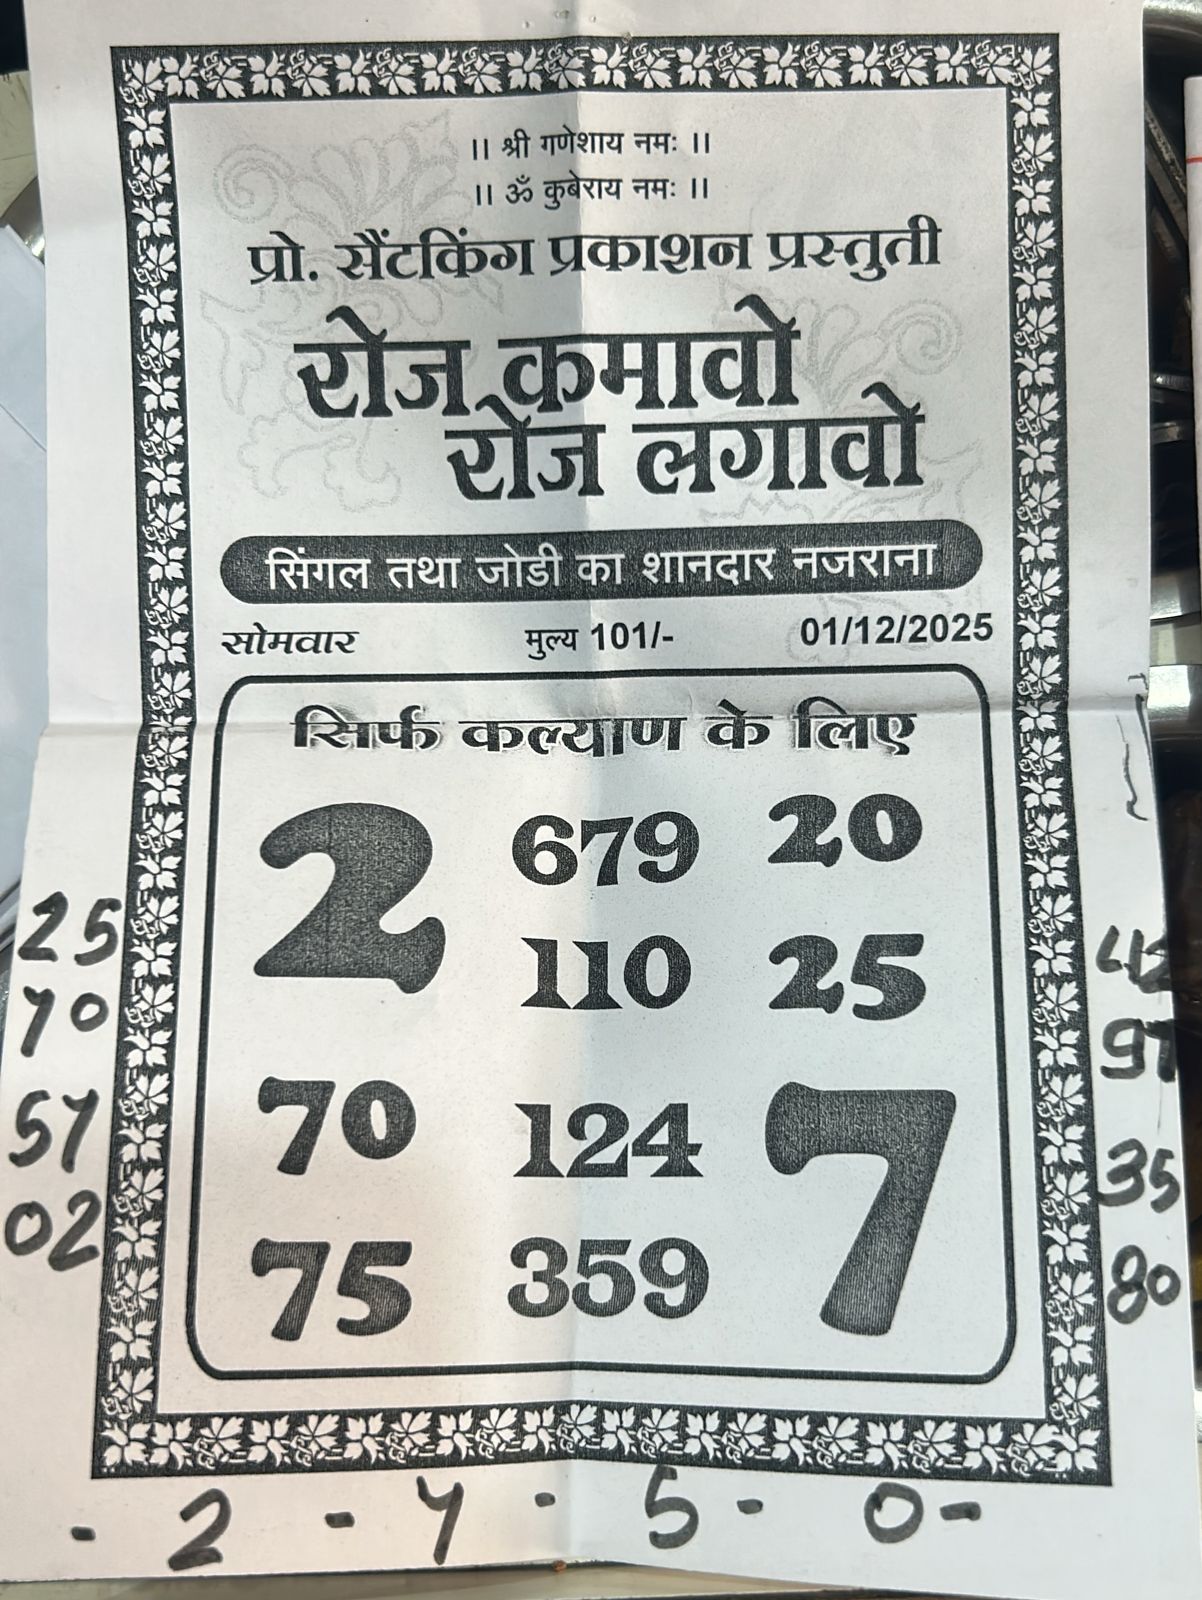 ।। श्री गणेशाय नमः ।।
।। ॐ कुबेराय नमः ।।
प्रो. सैंटकिंग प्रकाशन प्रस्तुती
रोज कमावो
रोज लगावो
सिंगल तथा जोडी का शानदार नजराना
सोमवार मुल्य 101/- 01/12/2025
सिर्फ कल्याण के लिए
2 679 20
110 25
70 124 7
75 359
25
70
57
02
42
97
35
80
- 2 - 7 - 5 - 0 -